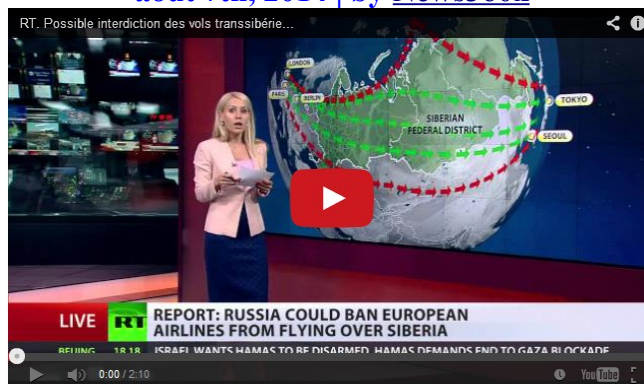 RT. Possible interdiction des vols transsibérie...
LONDON
PARIS
BERLIN
SIBERIAN
FEDERAL DISTRICT
TOKYO
SEOUL
LIVE RT REPORT: RUSSIA COULD BAN EUROPEAN
AIRLINES FROM FLYING OVER SIBERIA
BEIJING 18.18 ISRAEL WANTS HAMAS TO BE DISARMED, HAMAS DEMANDS END TO GAZA BLOCKADE
0:00 / 2:10
YouTube